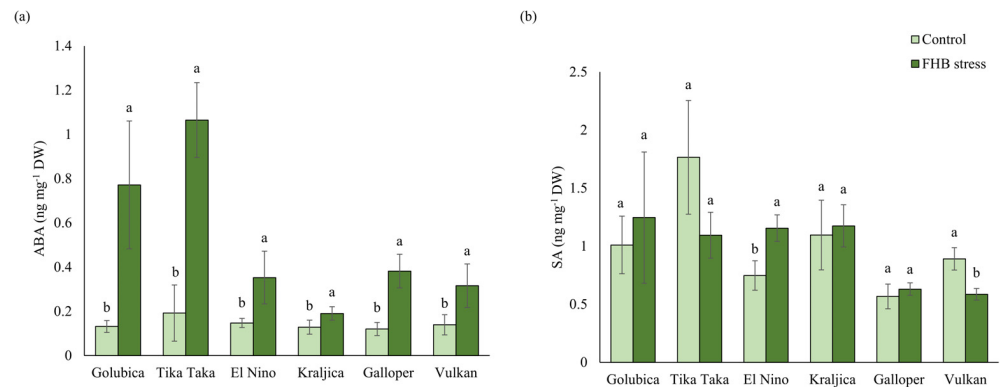 (a)
1.4
1.2
1
0.8
0.6
0.4
0.2
0
ABA (ng mg⁻¹ DW)
b a b a b a b a b a b a
Golubica Tika Taka El Nino Kraljica Galloper Vulkan
(b)
Control
FHB stress
2.5
2
1.5
1
0.5
0
SA (ng mg⁻¹ DW)
a a a a b a a a a a a b
Golubica Tika Taka El Nino Kraljica Galloper Vulkan